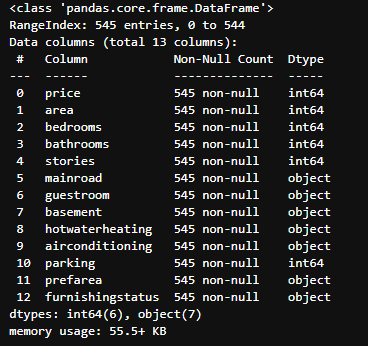 <class 'pandas.core.frame.DataFrame'>
RangeIndex: 545 entries, 0 to 544
Data columns (total 13 columns):
 #   Column            Non-Null Count  Dtype
---  ------            --------------  -----
 0   price             545 non-null    int64
 1   area              545 non-null    int64
 2   bedrooms          545 non-null    int64
 3   bathrooms         545 non-null    int64
 4   stories           545 non-null    int64
 5   mainroad          545 non-null    object
 6   guestroom         545 non-null    object
 7   basement          545 non-null    object
 8   hotwaterheating   545 non-null    object
 9   airconditioning   545 non-null    object
 10  parking           545 non-null    int64
 11  prefarea          545 non-null    object
 12  furnishingstatus  545 non-null    object
dtypes: int64(6), object(7)
memory usage: 55.5+ KB